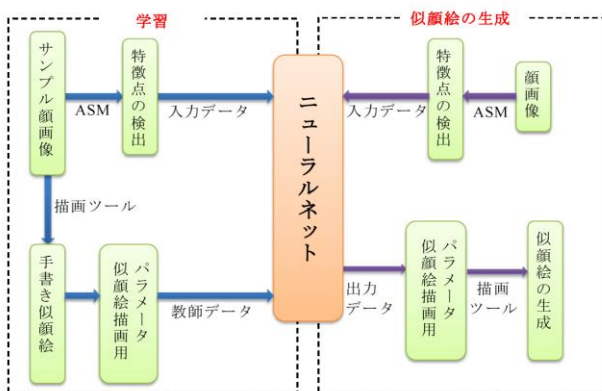 学習
似顔絵の生成
サンプル顔画像
ASM
特徴点の検出
入力データ
ニューラルネット
入力データ
特徴点の検出
ASM
顔画像
描画ツール
手書き似顔絵
似顔絵描画用
パラメータ
教師データ
出力
データ
似顔絵描画用
パラメータ
描画
ツール
似顔絵の生成